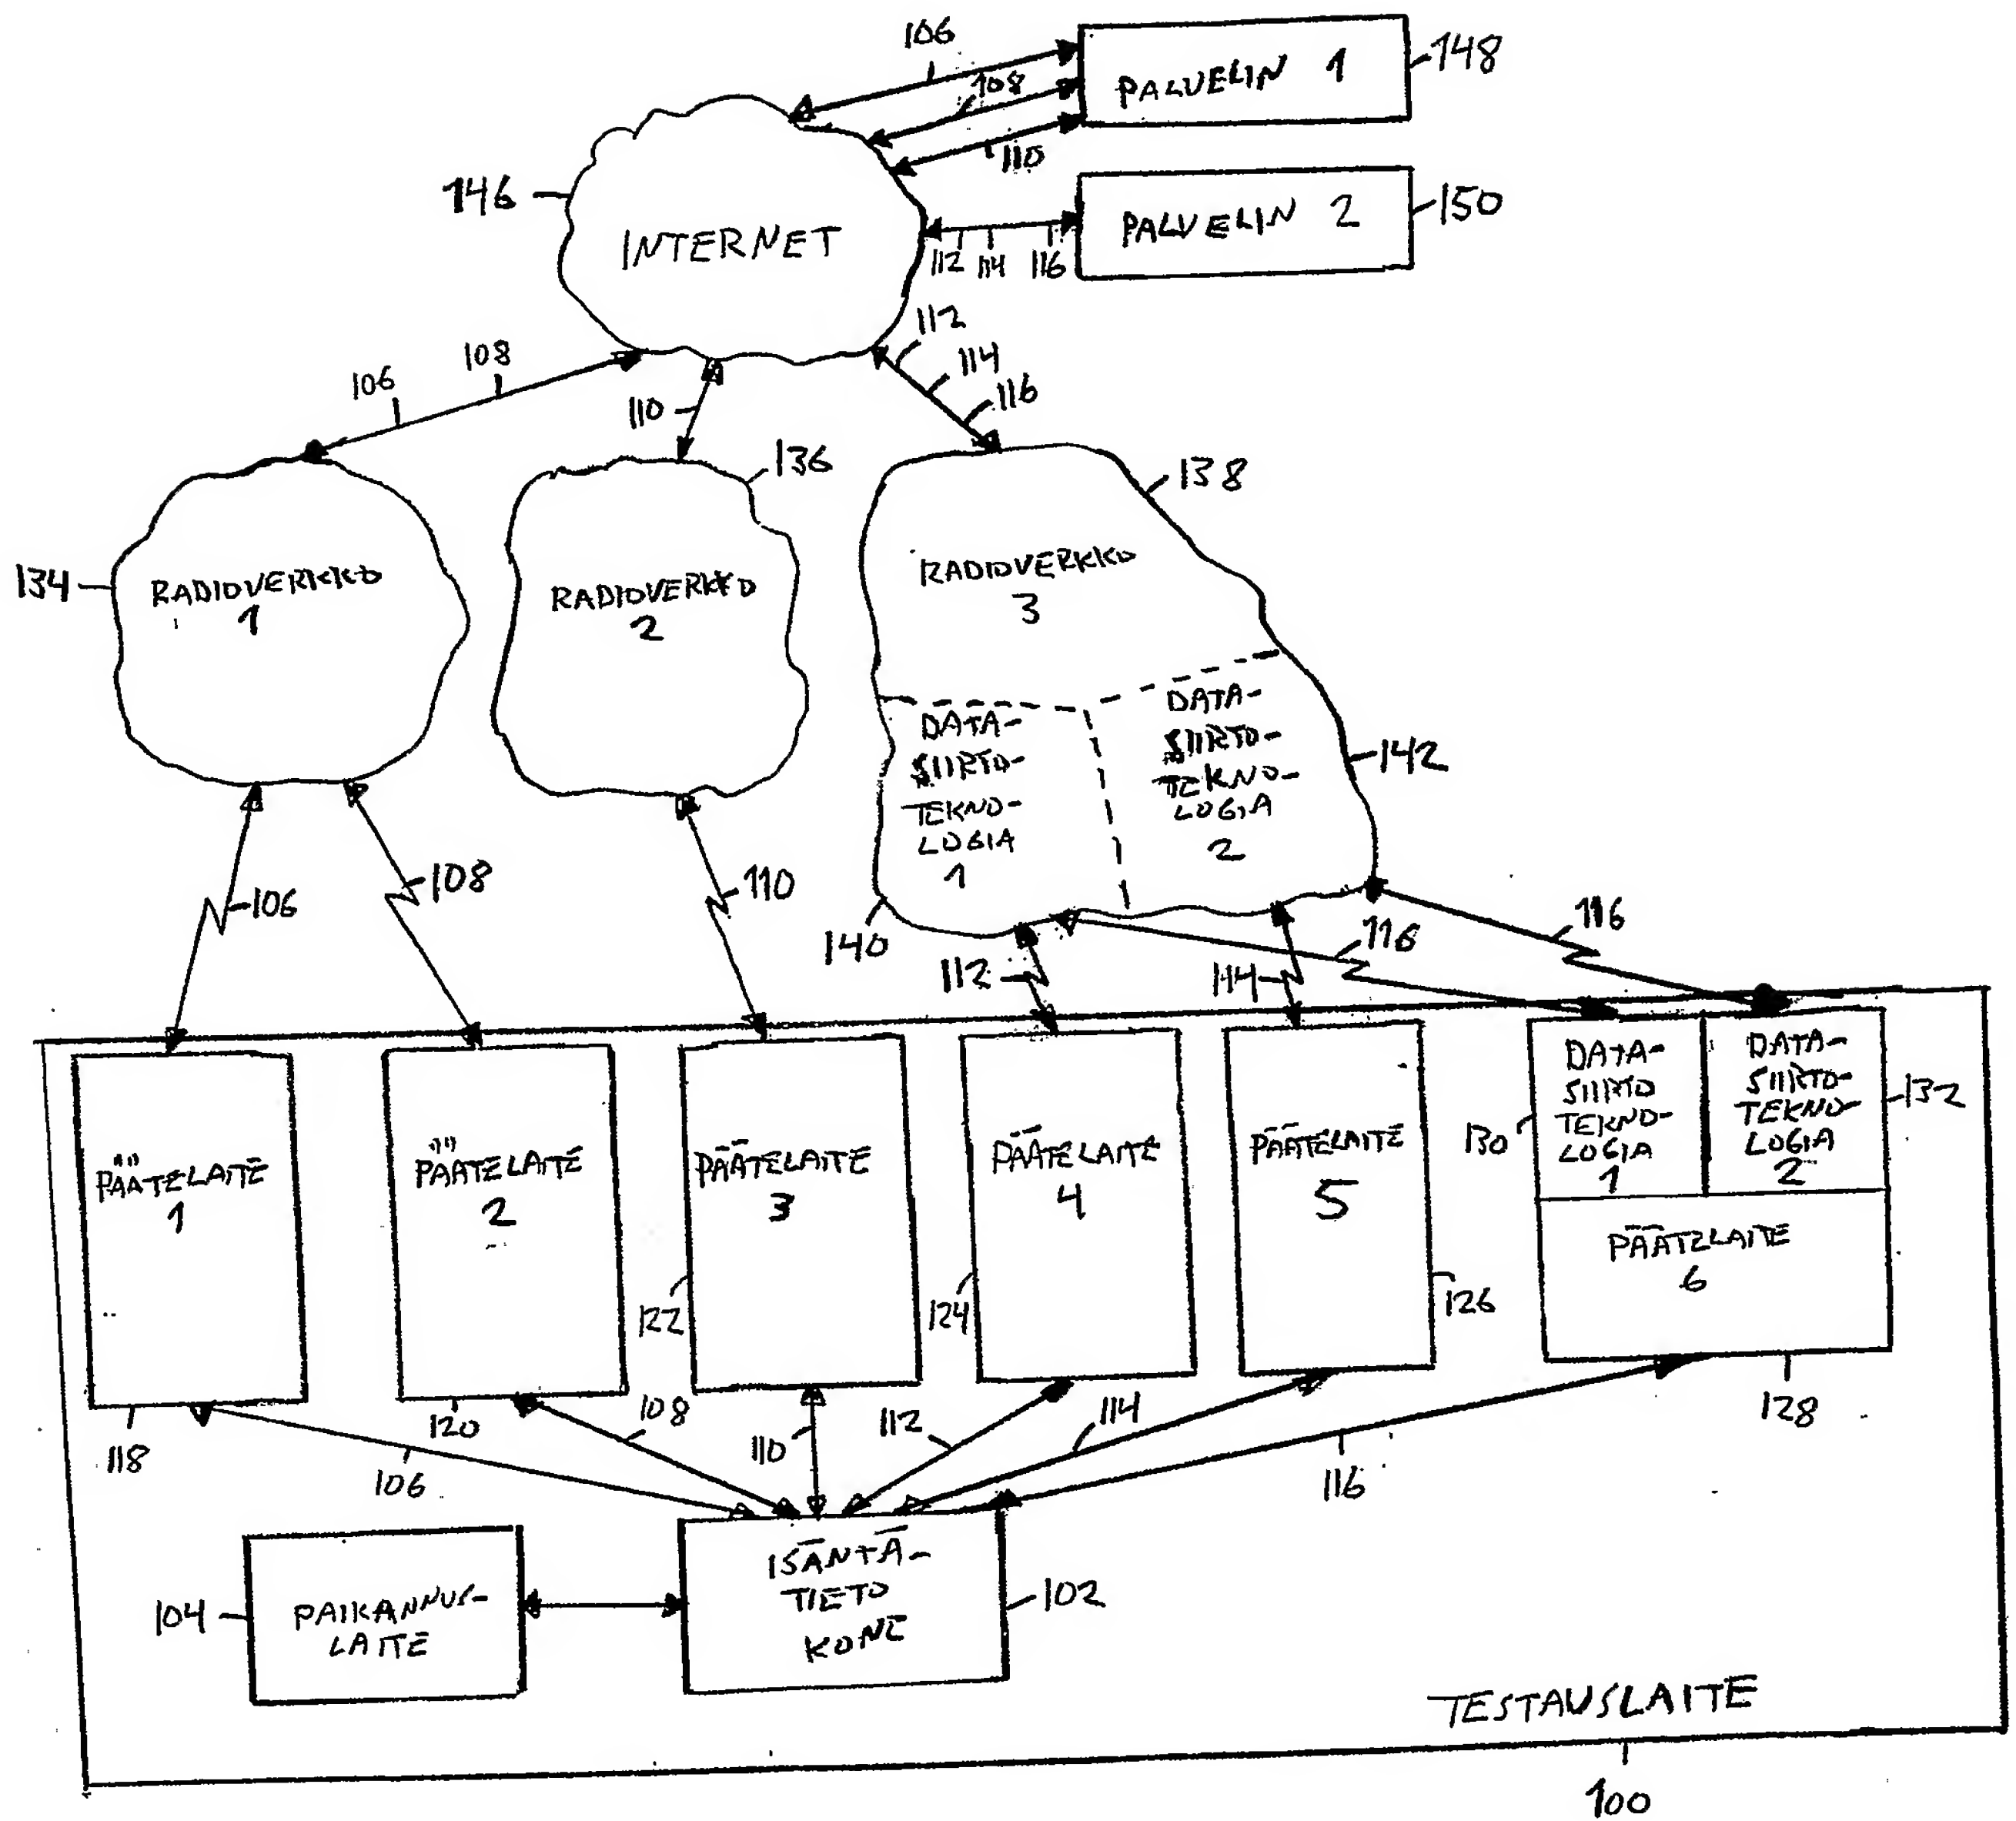 106
PALVELIN 1
148
108
110
146
INTERNET
PALVELIN 2
150
112 114 116
106
108
110
112
114
116
136
138
134
RADIOVERKKO
1
RADIOVERKKO
2
RADIOVERKKO
3
DATA-
SIIRTO-
TEKNO-
LOGIA
1
DATA-
SIIRTO-
TEKNO-
LOGIA
2
142
106
108
110
140
112
116
114
116
PÄÄTELAITE
1
PÄÄTELAITE
2
PÄÄTELAITE
3
PÄÄTELAITE
4
PÄÄTELAITE
5
DATA-
SIIRTO
TEKNO-
LOGIA
1
DATA-
SIIRTO-
TEKNO-
LOGIA
2
130
132
PÄÄTELAITE
6
122
124
126
118
120
128
106
108
110
112
114
116
104
PAIKANNUS-
LAITE
ISÄNTÄ-
TIETO
KONE
102
TESTAUSLAITE
100